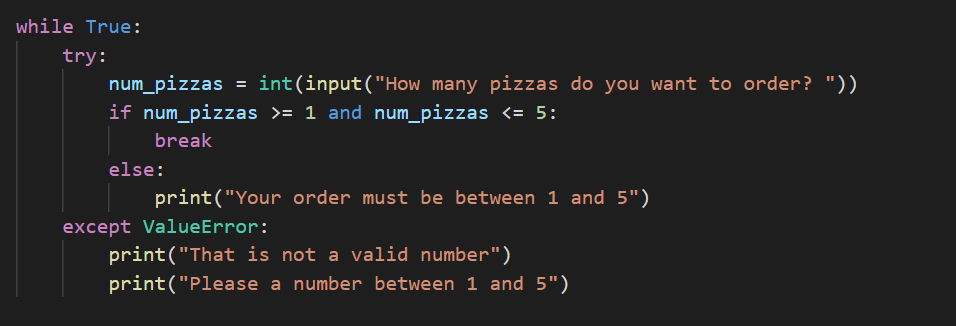 while True:
    try:
        num_pizzas = int(input("How many pizzas do you want to order? "))
        if num_pizzas >= 1 and num_pizzas <= 5:
            break
        else:
            print("Your order must be between 1 and 5")
    except ValueError:
        print("That is not a valid number")
        print("Please a number between 1 and 5")